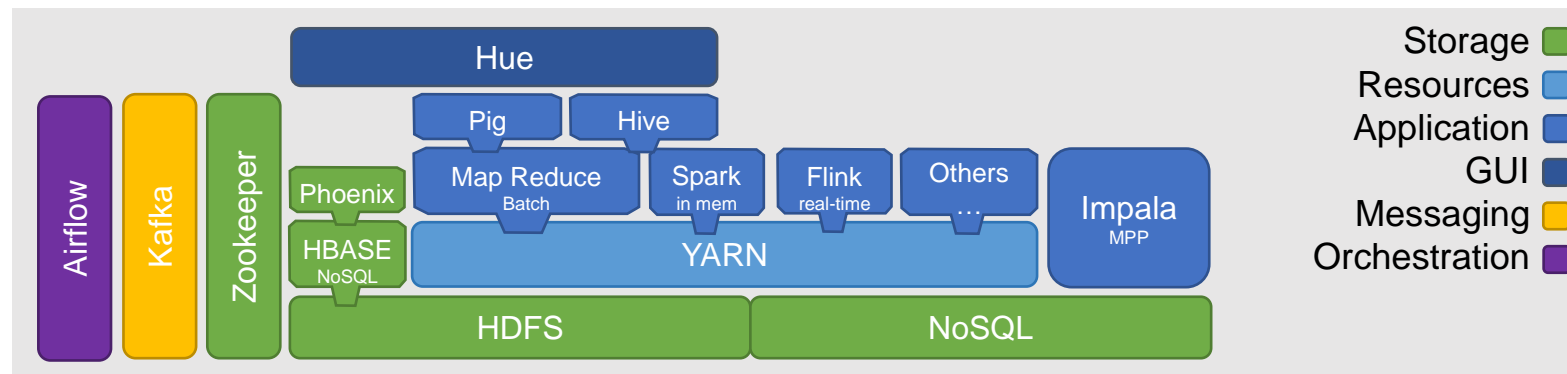 Hue
Airflow
Kafka
Zookeeper
Pig
Hive
Phoenix
Map Reduce
Batch
Spark
in mem
Flink
real-time
Others
…
Impala
MPP
HBASE
NoSQL
YARN
HDFS
NoSQL
Storage
Resources
Application
GUI
Messaging
Orchestration